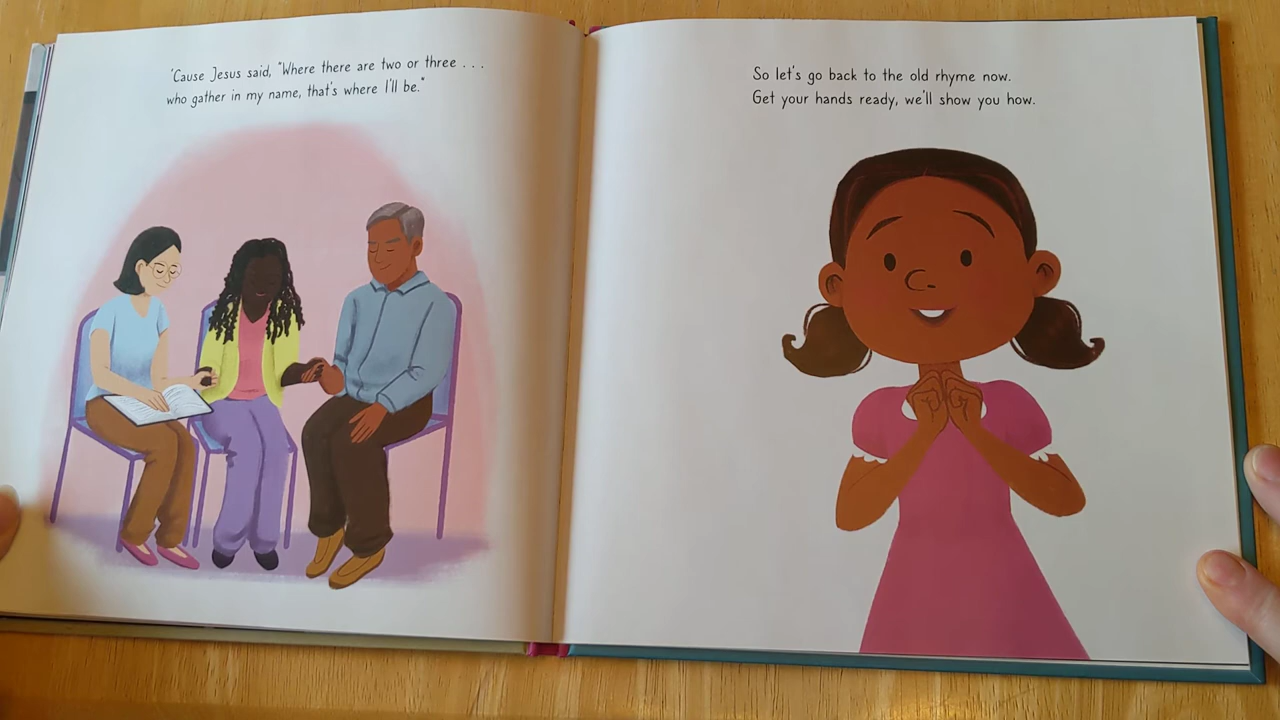 'Cause Jesus said, "Where there are two or three . . .
who gather in my name, that's where I'll be."
So let's go back to the old rhyme now.
Get your hands ready, we'll show you how.